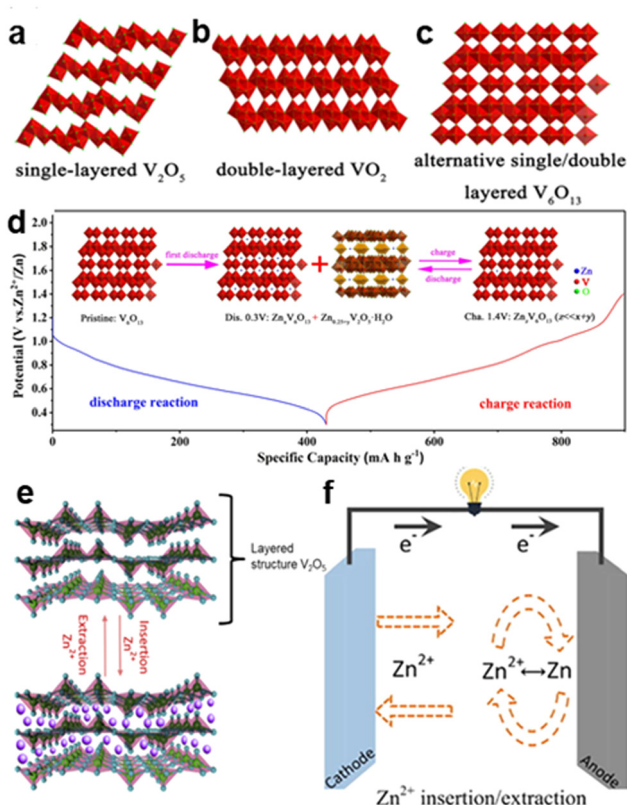 a
b
c
single-layered V₂O₅
double-layered VO₂
alternative single/double
layered V₆O₁₃
d
2.0
1.8
1.6
1.4
1.2
1.0
0.8
0.6
0.4
Potential (V vs.Zn²⁺/Zn)
first discharge
+
charge
discharge
Zn
V
O
Pristine: V₆O₁₃
Dis. 0.3V: ZnₓV₆O₁₃ + Zn₀.₂₅₊ᵧV₂O₅·H₂O
Cha. 1.4V: Zn₂V₆O₁₃ (z<<x+y)
discharge reaction
charge reaction
0
200
400
600
800
Specific Capacity (mA h g⁻¹)
e
Layered
structure V₂O₅
Extraction
Zn²⁺
Insertion
Zn²⁺
f
e⁻
e⁻
Zn²⁺
Zn²⁺↔Zn
Cathode
Anode
Zn²⁺ insertion/extraction